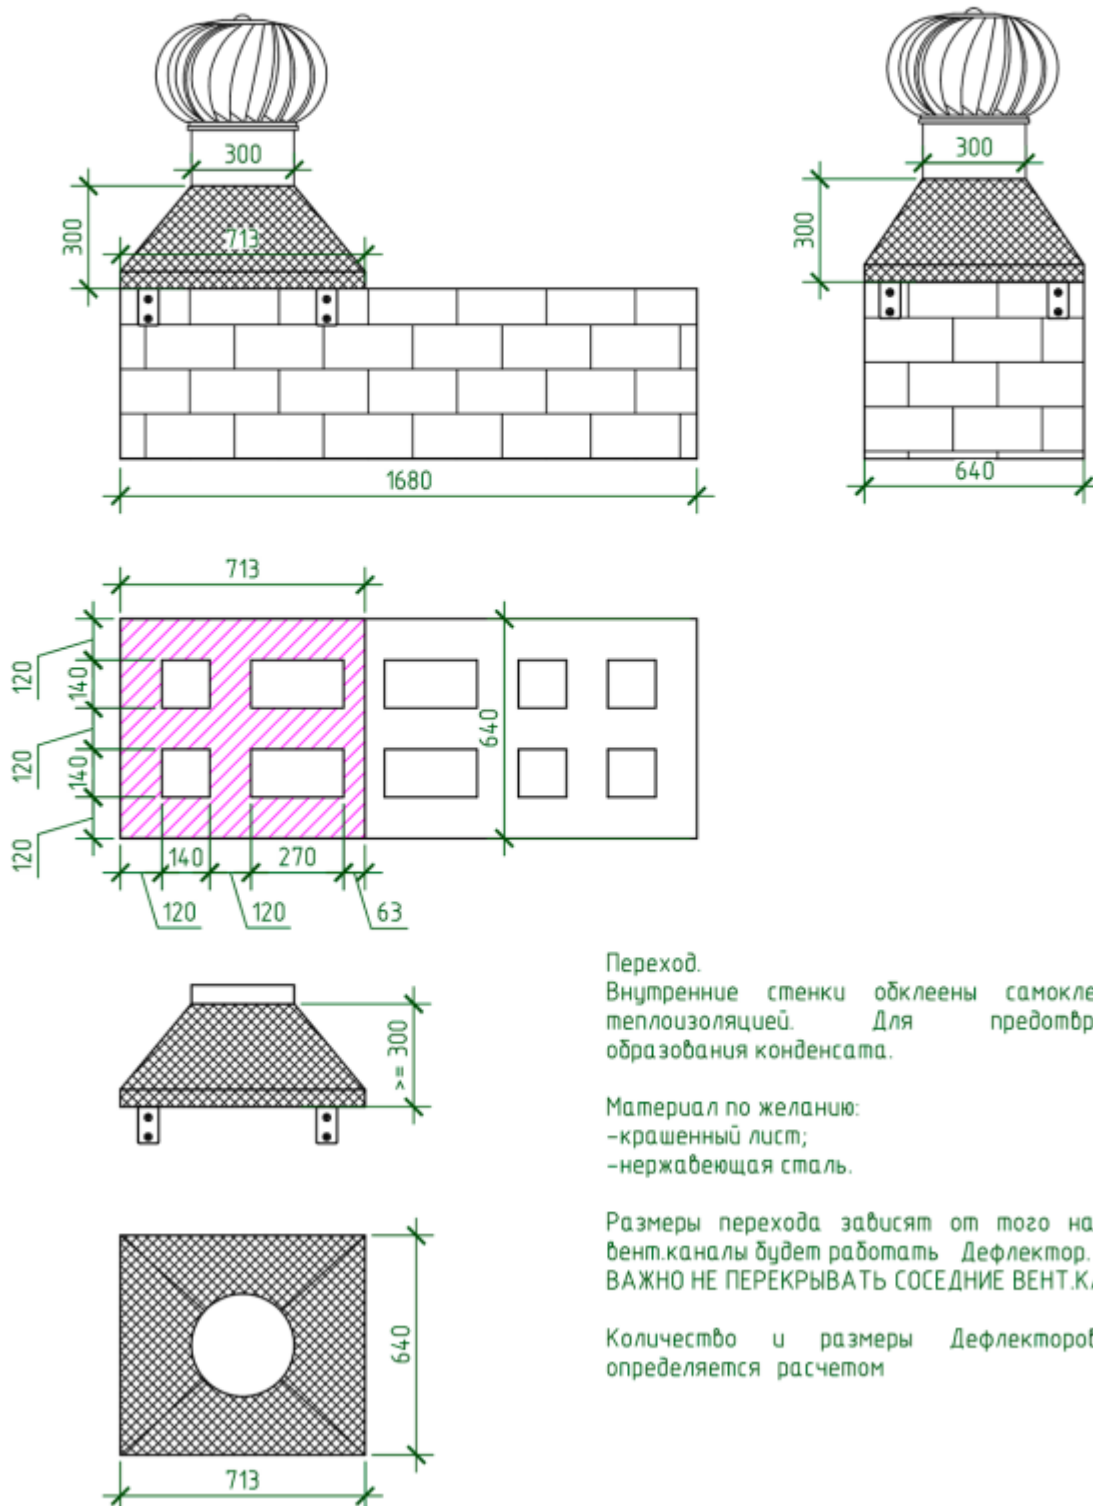 300
300
713
1680
300
300
640
713
120
140
120
140
120
640
140
270
120
120
63
>= 300
640
713
Переход.
Внутренние стенки обклеены
теплоизоляцией. Для
образования конденсата.
Материал по желанию:
-крашенный лист;
-нержавеющая сталь.
Размеры перехода зависят от того на
вент.каналы будет работать Дефлектор.
ВАЖНО НЕ ПЕРЕКРЫВАТЬ СОСЕДНИЕ
Количество и размеры Дефлекторов
определяется расчетом